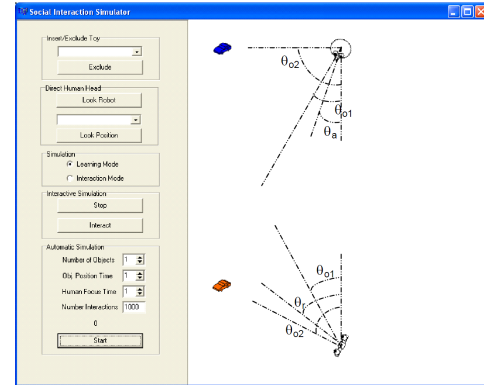 Social Interaction Simulator
Insert/Exclude Toy
Exclude
Direct Human Head
Look Robot
Look Position
Simulation
Learning Mode
Interaction Mode
Interactive Simulation
Stop
Interact
Automatic Simulation
Number of Objects 1
Obj. Position Time 1
Human Focus Time 1
Number Interactions 1000
0
Start
θo2
θo1
θa
θo1
θr
θo2